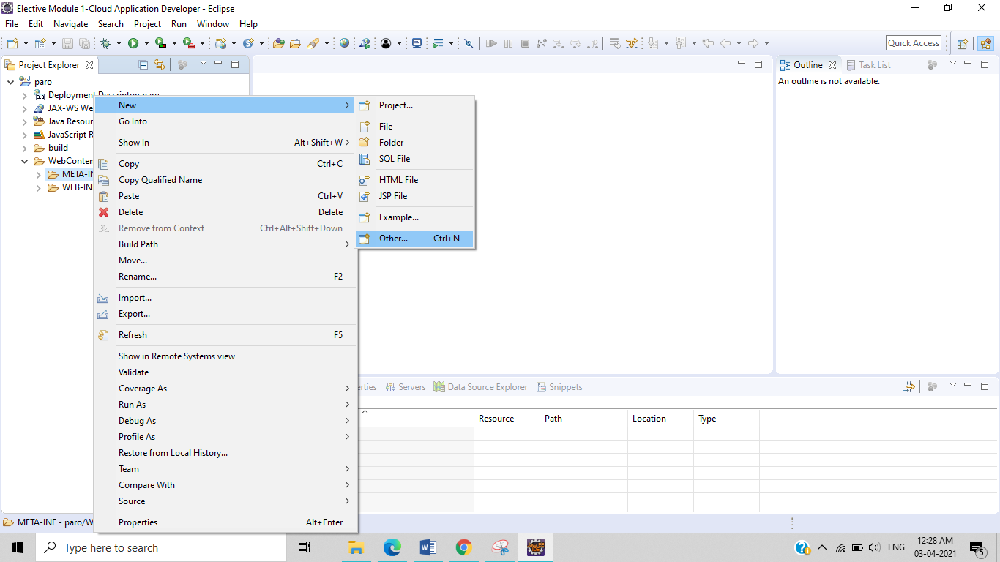 Elective Module 1-Cloud Application Developer - Eclipse
File Edit Navigate Search Project Run Window Help
Quick Access
Project Explorer
Outline
Task List
An outline is not available.
paro
Deployment Descriptor: paro
JAX-WS We
Java Resour
JavaScript R
build
WebConten
META-IN
WEB-INF
New
Go Into
Show In Alt+Shift+W
Copy Ctrl+C
Copy Qualified Name
Paste Ctrl+V
Delete Delete
Remove from Context Ctrl+Alt+Shift+Down
Build Path
Move...
Rename... F2
Import...
Export...
Refresh F5
Show in Remote Systems view
Validate
Coverage As
Run As
Debug As
Profile As
Restore from Local History...
Team
Compare With
Source
Properties Alt+Enter
Project...
File
Folder
SQL File
HTML File
JSP File
Example...
Other... Ctrl+N
erties Servers Data Source Explorer Snippets
Resource Path Location Type
META-INF - paro/W
Type here to search
ENG
12:28 AM
03-04-2021
5